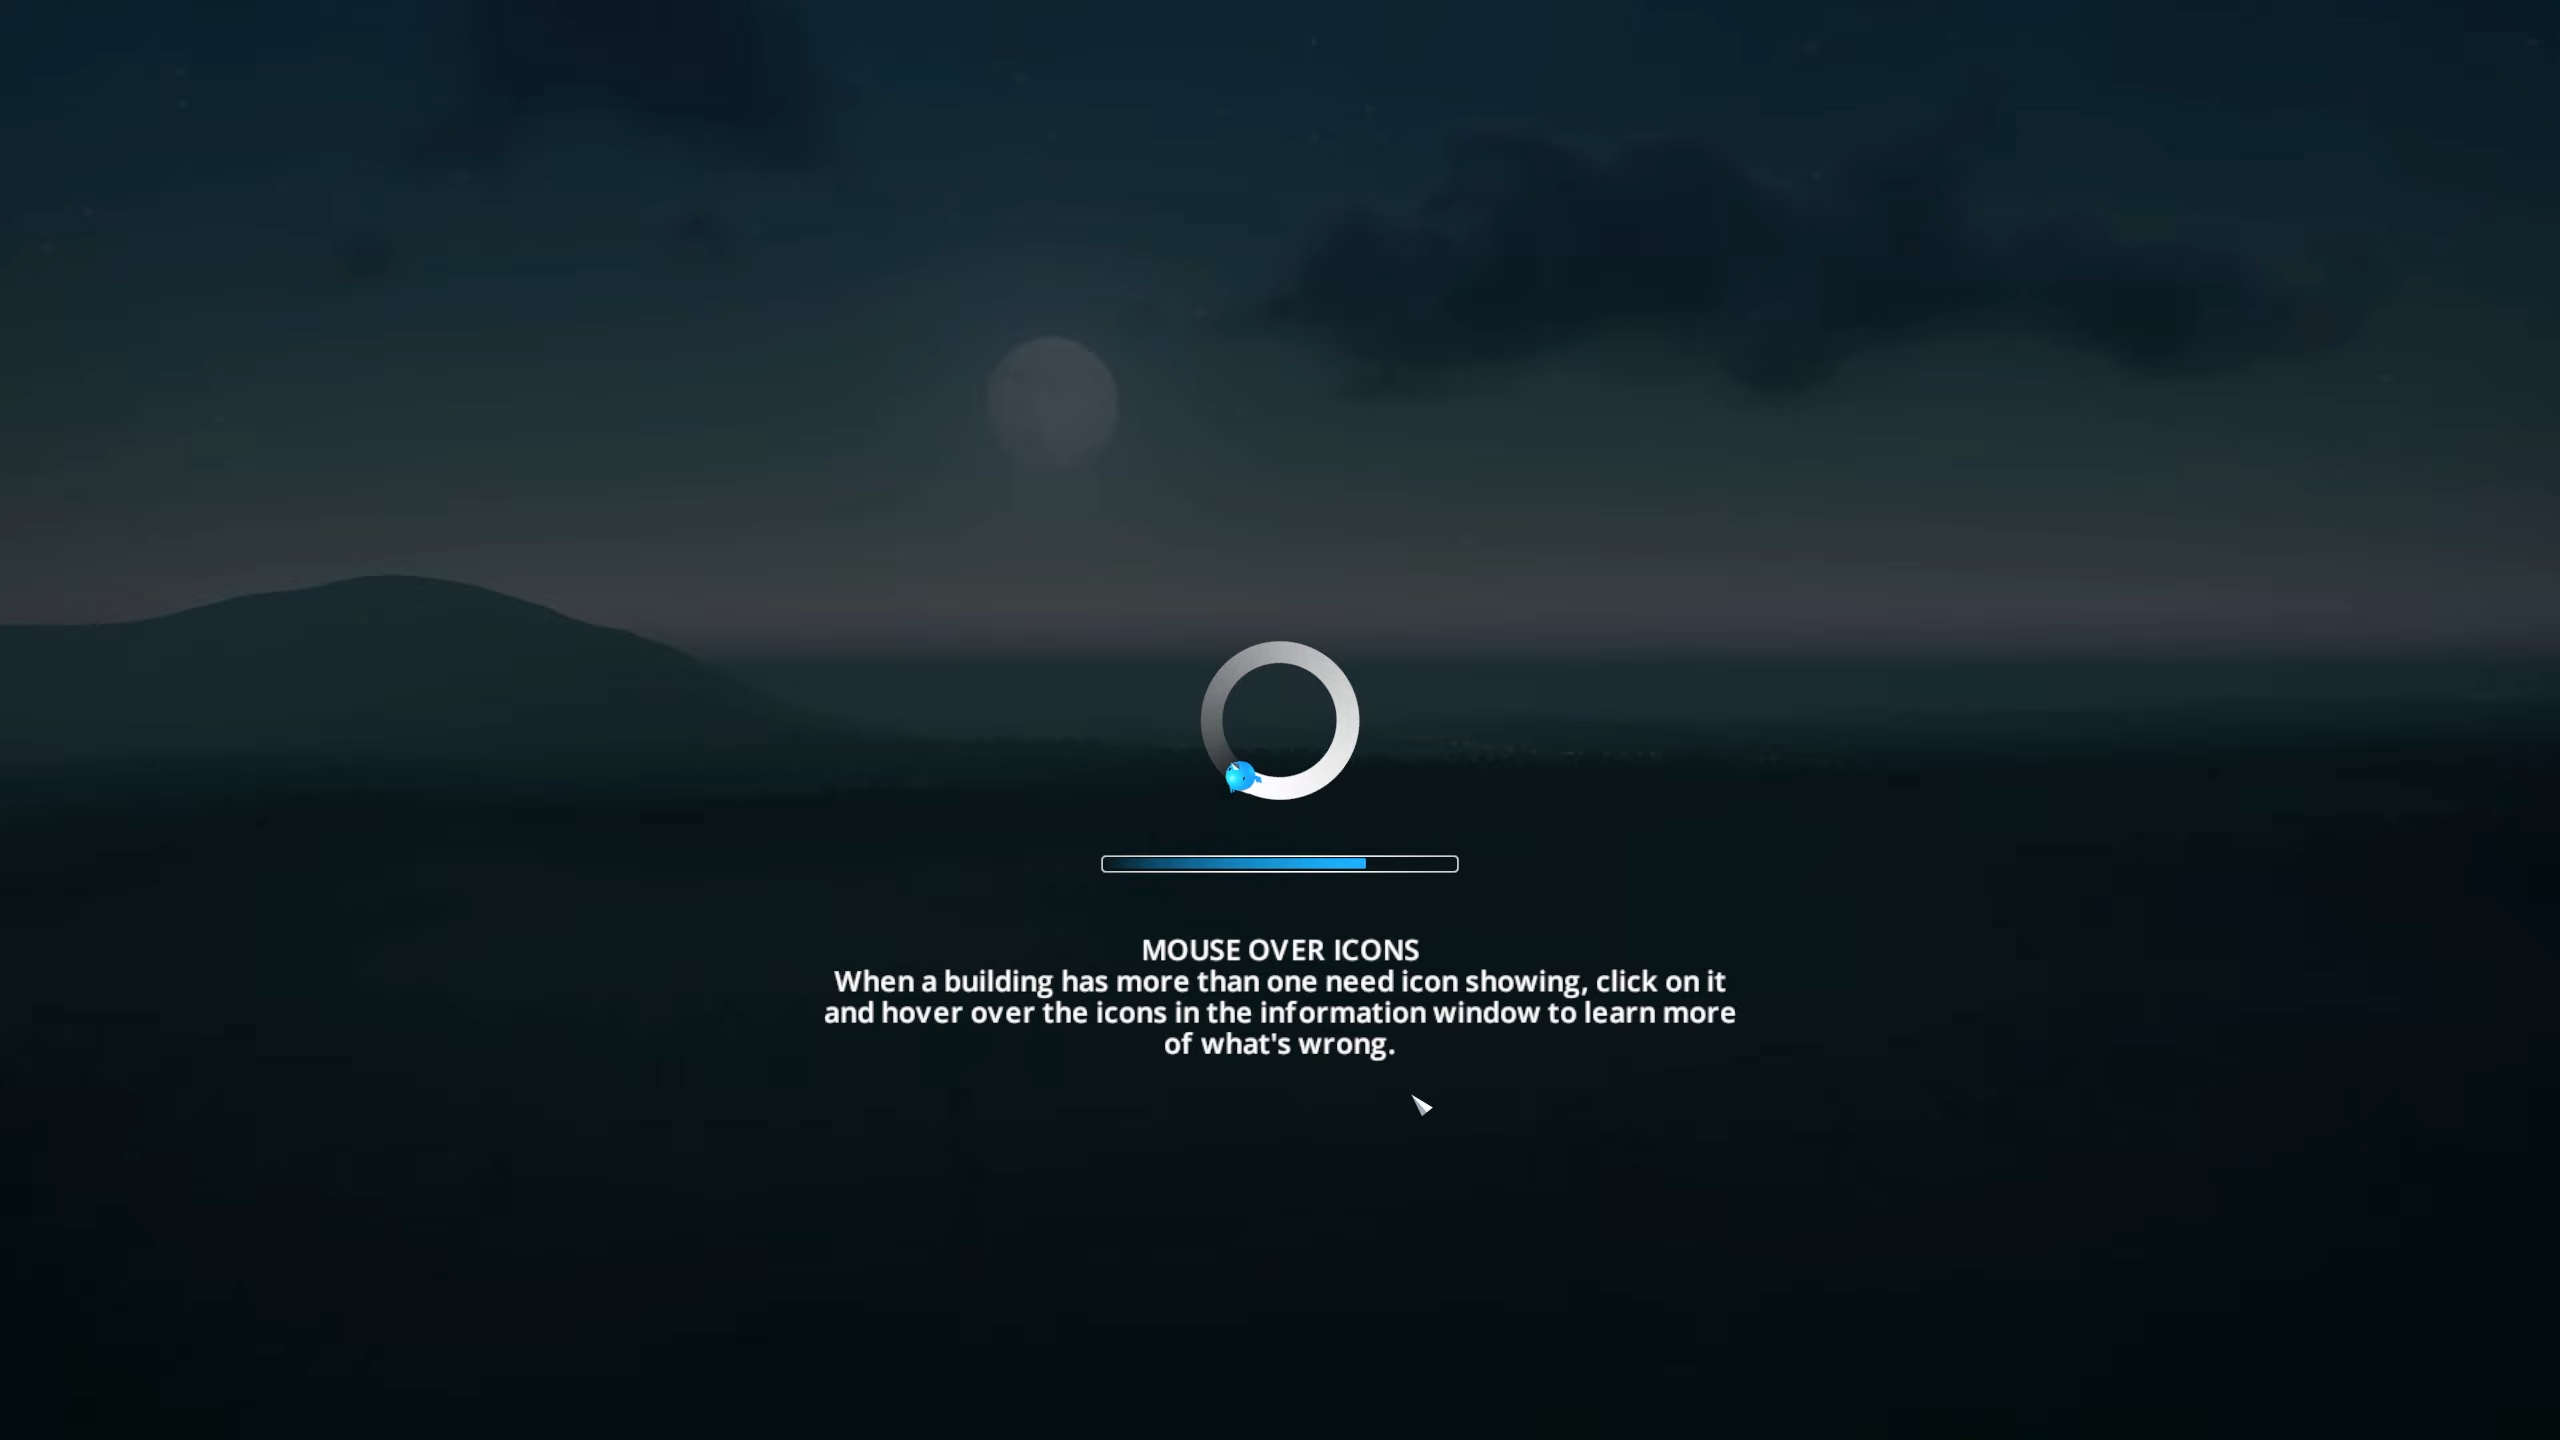 MOUSE OVER ICONS
When a building has more than one need icon showing, click on it
and hover over the icons in the information window to learn more
of what's wrong.